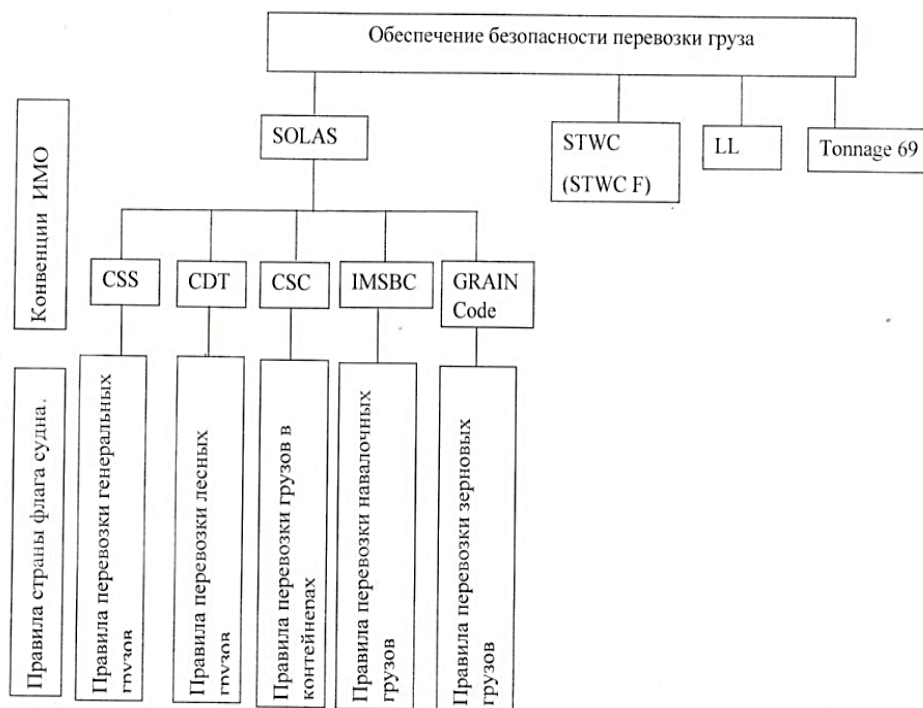 Обеспечение безопасности перевозки груза
SOLAS
STWC
(STWC F)
LL
Tonnage 69
Конвенции ИМО
CSS
CDT
CSC
IMSBC
GRAIN
Code
Правила страны флага судна.
Правила перевозки генеральных
грузов
Правила перевозки лесных
грузов
Правила перевозки грузов в
контейнерах
Правила перевозки навалочных
грузов
Правила перевозки зерновых
грузов